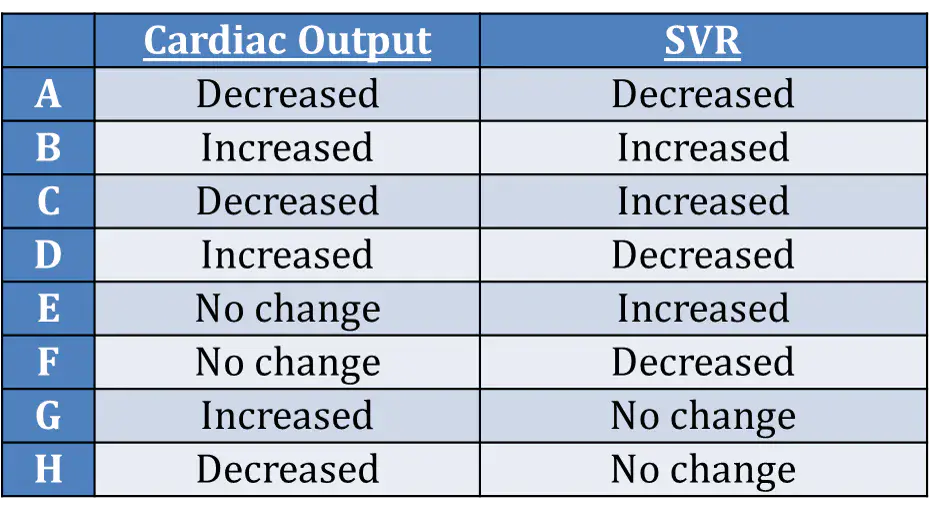 Cardiac Output SVR
A Decreased Decreased
B Increased Increased
C Decreased Increased
D Increased Decreased
E No change Increased
F No change Decreased
G Increased No change
H Decreased No change